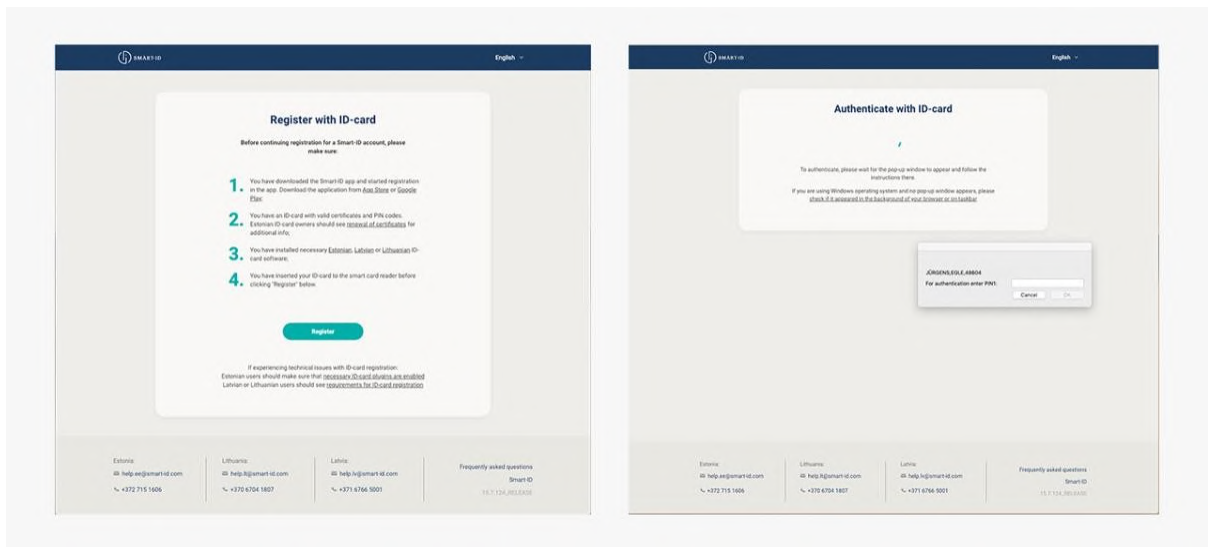 SMART-ID
English
Register with ID-card
Before continuing registration for a Smart-ID account, please
make sure:
1. You have downloaded the Smart-ID app and started registration
in the app. Download the application from App Store or Google
Play;
2. You have an ID-card with valid certificates and PIN codes.
Estonian ID-card owners should see renewal of certificates for
additional info;
3. You have installed necessary Estonian, Latvian or Lithuanian ID-
card software;
4. You have inserted your ID-card to the smart card reader before
clicking "Register" below.
Register
If experiencing technical issues with ID-card registration:
Estonian users should make sure that necessary ID-card plugins are enabled
Latvian or Lithuanian users should see requirements for ID-card registration
Estonia:
help.ee@smart-id.com
+372 715 1606
Lithuania:
help.lt@smart-id.com
+370 6704 1807
Latvia:
help.lv@smart-id.com
+371 6766 5001
Frequently asked questions
Smart-ID
SMART-ID
English
Authenticate with ID-card
To authenticate, please wait for the pop-up window to appear and follow the
instructions there.
If you are using Windows operating system and no pop-up window appears, please
check if it appeared in the background of your browser or on taskbar
JÜRGENS,EGLE,48804
For authentication enter PIN1:
Cancel
OK
Estonia:
help.ee@smart-id.com
+372 715 1606
Lithuania:
help.lt@smart-id.com
+370 6704 1807
Latvia:
help.lv@smart-id.com
+371 6766 5001
Frequently asked questions
Smart-ID